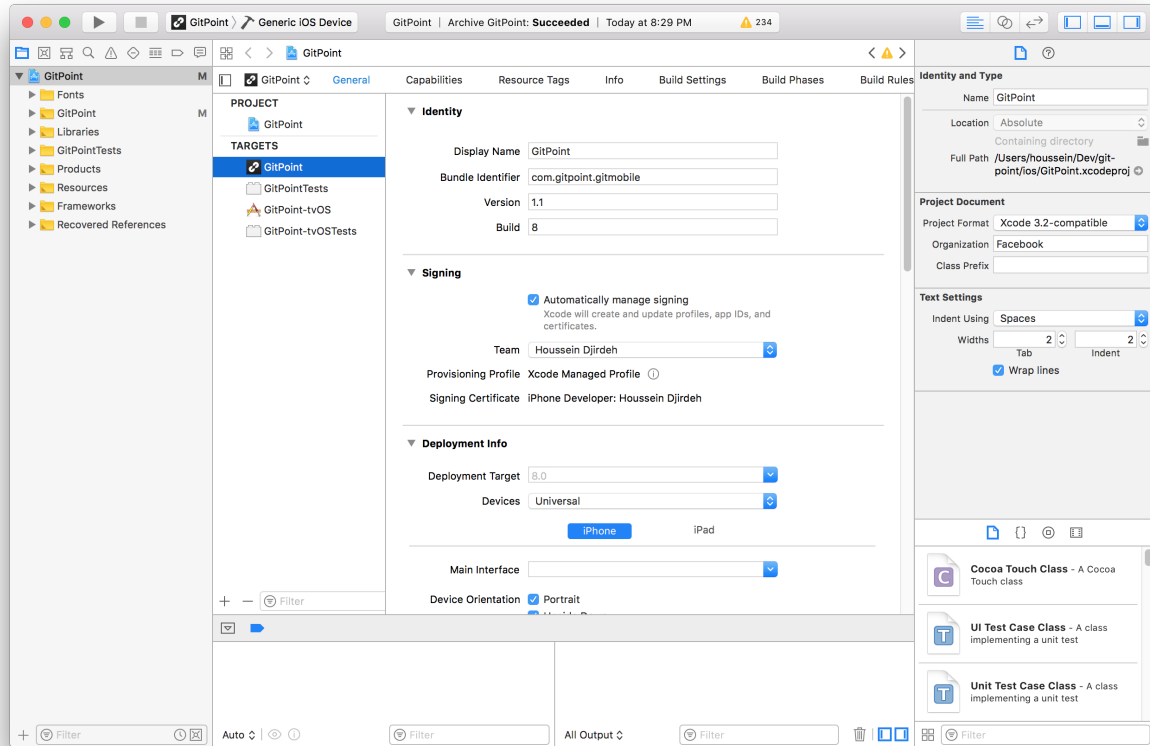 GitPoint
Generic iOS Device
GitPoint | Archive GitPoint: Succeeded | Today at 8:29 PM
234
GitPoint M
Fonts
GitPoint M
Libraries
GitPointTests
Products
Resources
Frameworks
Recovered References
Filter
GitPoint
GitPoint
General
Capabilities
Resource Tags
Info
Build Settings
Build Phases
Build Rules
PROJECT
GitPoint
TARGETS
GitPoint
GitPointTests
GitPoint-tvOS
GitPoint-tvOSTests
Filter
Identity
Display Name GitPoint
Bundle Identifier com.gitpoint.gitmobile
Version 1.1
Build 8
Signing
Automatically manage signing
Xcode will create and update profiles, app IDs, and
certificates.
Team Houssein Djirdeh
Provisioning Profile Xcode Managed Profile
Signing Certificate iPhone Developer: Houssein Djirdeh
Deployment Info
Deployment Target 8.0
Devices Universal
iPhone iPad
Main Interface
Device Orientation Portrait
Auto
Filter
All Output
Filter
Identity and Type
Name GitPoint
Location Absolute
Containing directory
Full Path /Users/houssein/Dev/git-
point/ios/GitPoint.xcodeproj
Project Document
Project Format Xcode 3.2-compatible
Organization Facebook
Class Prefix
Text Settings
Indent Using Spaces
Widths 2 2
Tab Indent
Wrap lines
C
Cocoa Touch Class - A Cocoa
Touch class
T
UI Test Case Class - A class
implementing a unit test
T
Unit Test Case Class - A class
implementing a unit test
Filter